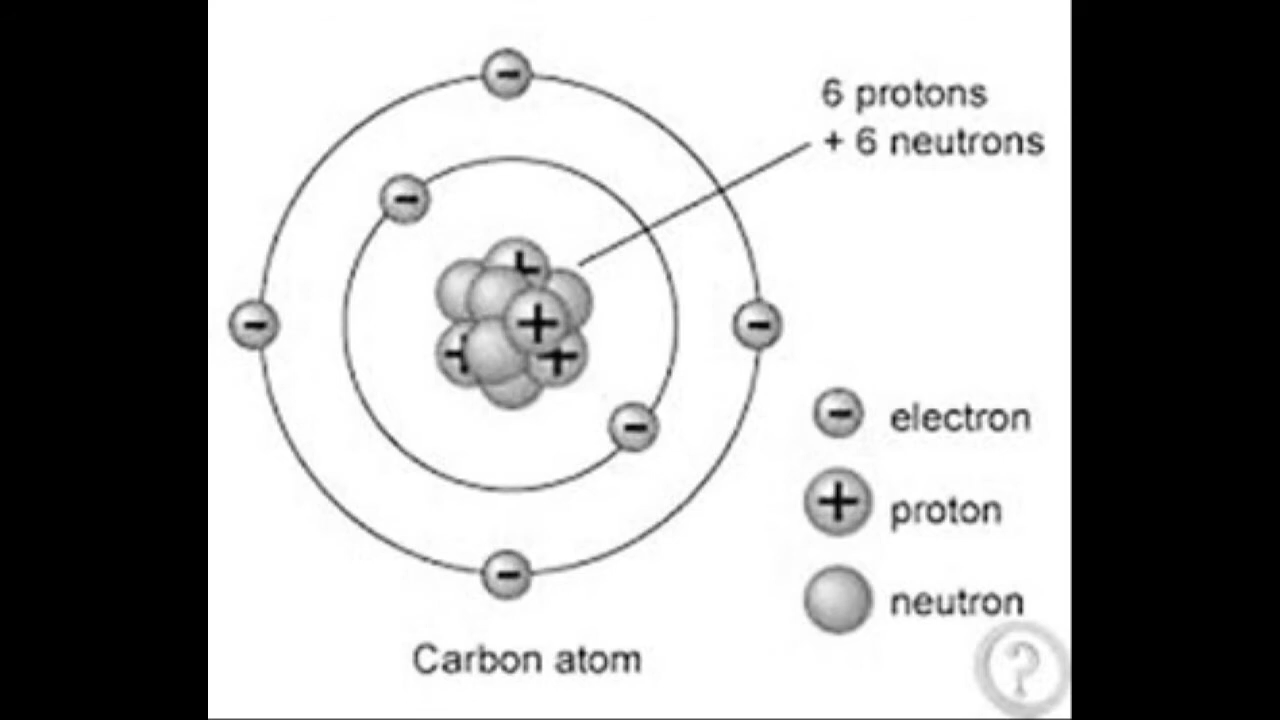 6 protons
+ 6 neutrons
electron
proton
neutron
Carbon atom